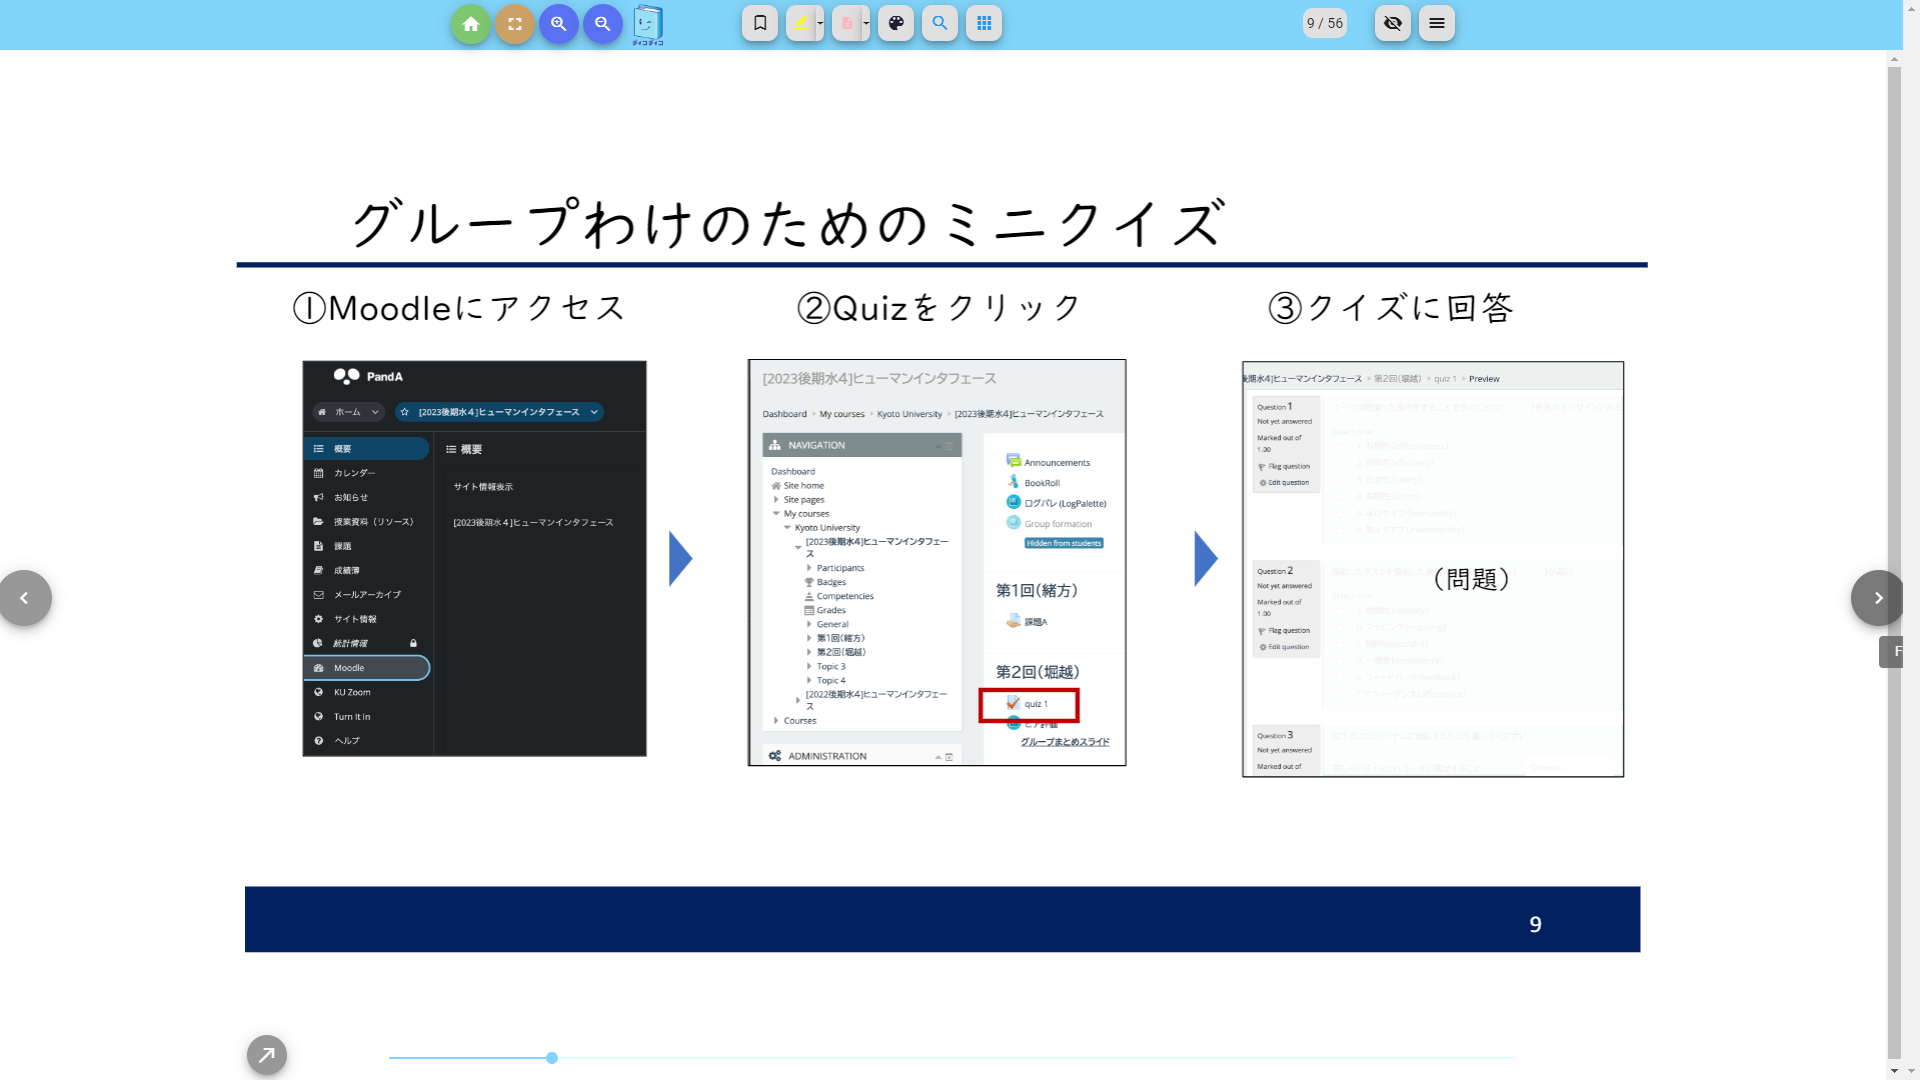 9 / 56
グループわけのためのミニクイズ
①Moodleにアクセス
②Quizをクリック
③クイズに回答
PandA
ホーム
[2023後期水4]ヒューマンインタフェース
概要
カレンダー
お知らせ
授業資料（リソース）
課題
成績簿
メールアーカイブ
サイト情報
統計情報
Moodle
KU Zoom
Turn It In
ヘルプ
概要
サイト情報表示
[2023後期水4]ヒューマンインタフェース
[2023後期水4]ヒューマンインタフェース
Dashboard
My courses
Kyoto University
[2023後期水4]ヒューマンインタフェース
NAVIGATION
Dashboard
Site home
Site pages
My courses
Kyoto University
[2023後期水4]ヒューマンインタフェー
ス
Participants
Badges
Competencies
Grades
General
第1回(緒方)
第2回(堀越)
Topic 3
Topic 4
[2022後期水4]ヒューマンインタフェー
ス
Courses
ADMINISTRATION
Announcements
BookRoll
ログパレ (LogPalette)
Group formation
Hidden from students
第1回(緒方)
課題A
第2回(堀越)
quiz 1
ピア評価
グループまとめスライド
後期水4]ヒューマンインタフェース
第2回(堀越)
quiz 1
Preview
Question 1
Not yet answered
Marked out of
1.00
Flag question
Edit question
Question 2
Not yet answered
Marked out of
1.00
Flag question
Edit question
Question 3
Not yet answered
Marked out of
（問題）
9